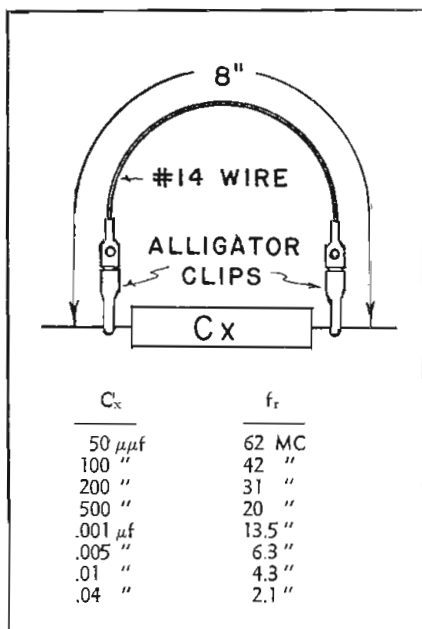 8"
#14 WIRE
ALLIGATOR
CLIPS
Cx
Cx fr
50 μμf 62 MC
100 " 42 "
200 " 31 "
500 " 20 "
.001 μf 13.5 "
.005 " 6.3 "
.01 " 4.3 "
.04 " 2.1 "